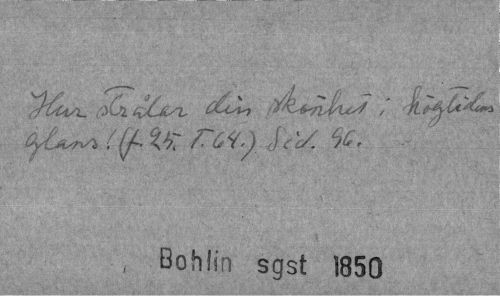 Hur strålar din skönhet i högtidens
glans! (f. 25. T. 64.) Sid. 96.
Bohlin sgst 1850